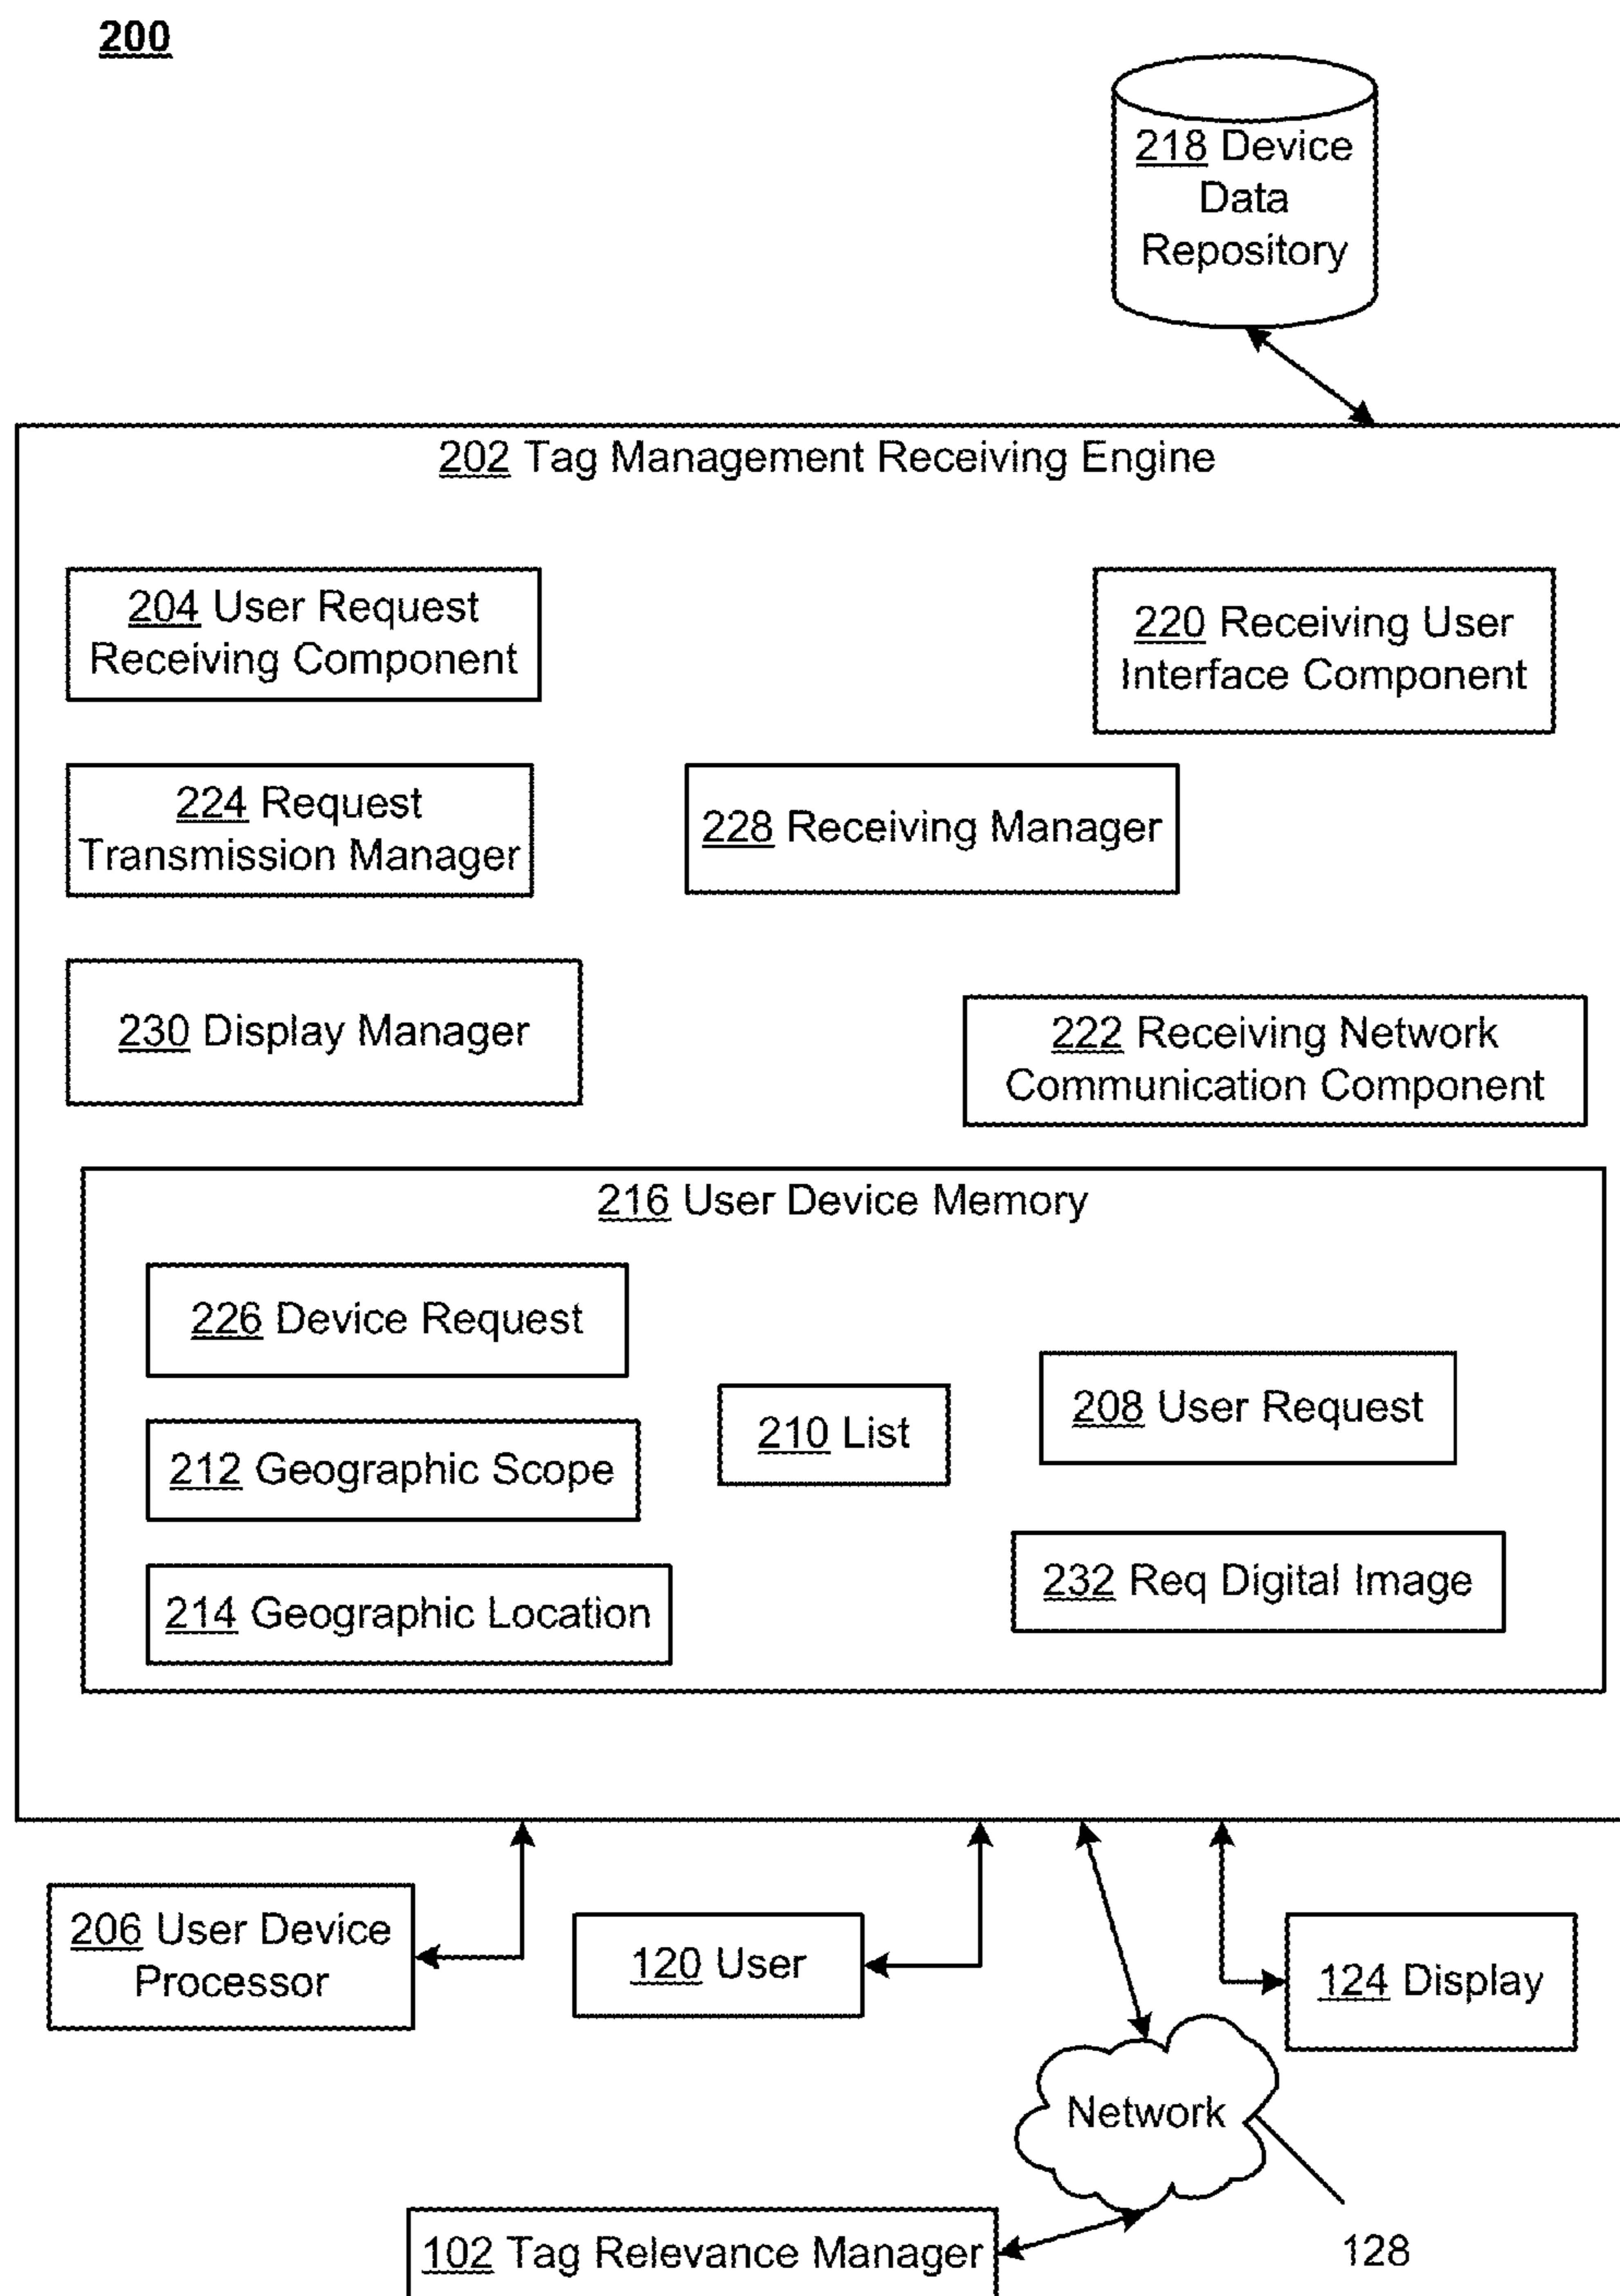 200
218 Device
Data
Repository
202 Tag Management Receiving Engine
204 User Request
Receiving Component
220 Receiving User
Interface Component
224 Request
Transmission Manager
228 Receiving Manager
230 Display Manager
222 Receiving Network
Communication Component
216 User Device Memory
226 Device Request
208 User Request
210 List
212 Geographic Scope
232 Req Digital Image
214 Geographic Location
206 User Device
Processor
120 User
124 Display
Network
102 Tag Relevance Manager
128